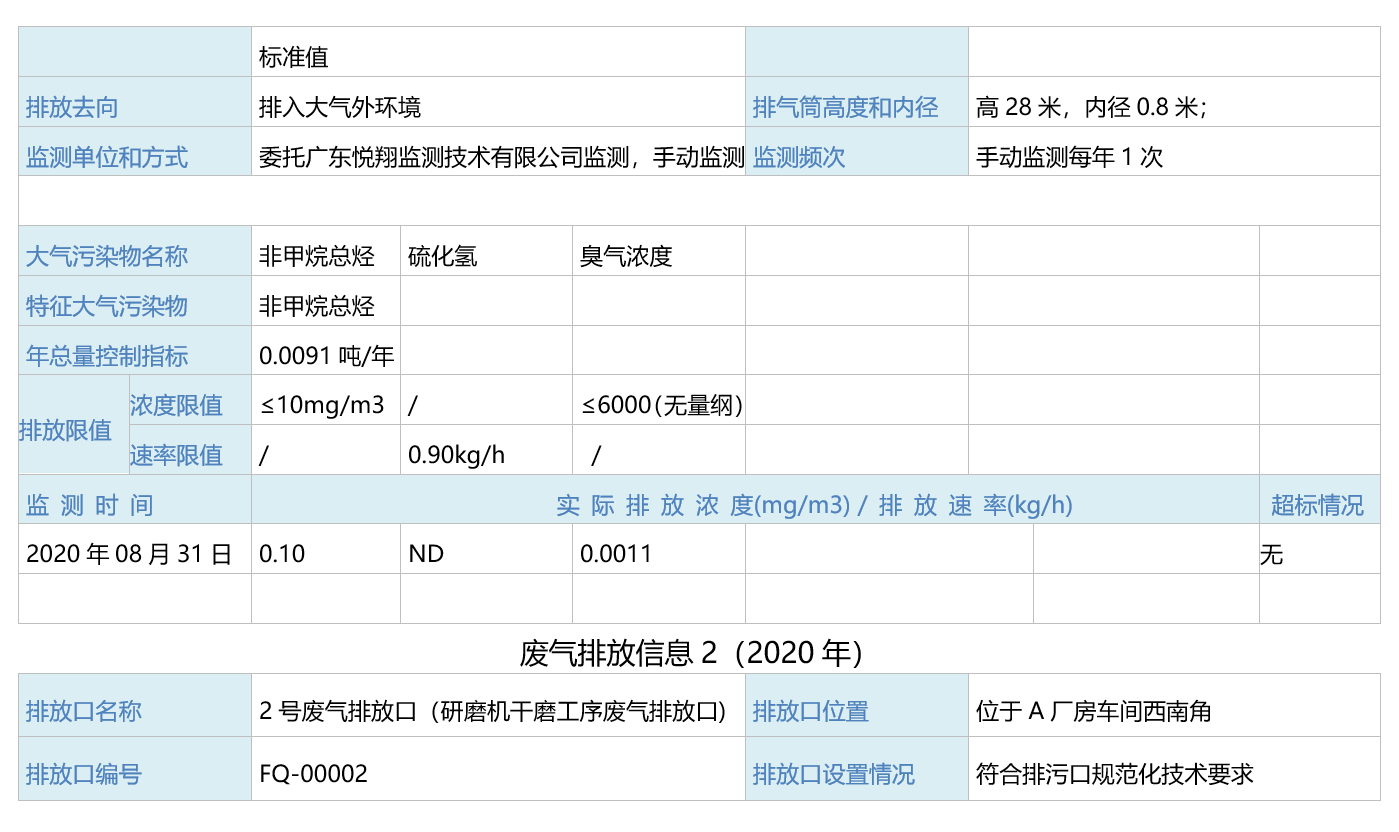 标准值
排放去向 排入大气外环境 排气筒高度和内径 高 28 米，内径 0.8 米；
监测单位和方式 委托广东悦翔监测技术有限公司监测，手动监测 监测频次 手动监测每年 1 次
大气污染物名称 非甲烷总烃 硫化氢 臭气浓度
特征大气污染物 非甲烷总烃
年总量控制指标 0.0091 吨/年
排放限值 浓度限值 ≤10mg/m3 / ≤6000（无量纲）
速率限值 / 0.90kg/h /
监 测 时 间 实 际 排 放 浓 度(mg/m3) / 排 放 速 率(kg/h) 超标情况
2020 年 08 月 31 日 0.10 ND 0.0011 无
废气排放信息 2（2020 年）
排放口名称 2 号废气排放口（研磨机干磨工序废气排放口） 排放口位置 位于 A 厂房车间西南角
排放口编号 FQ-00002 排放口设置情况 符合排污口规范化技术要求